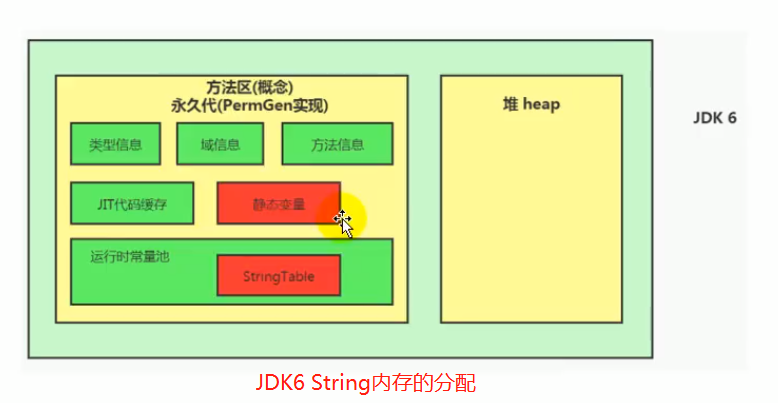 方法区(概念)
永久代(PermGen实现)
堆 heap
JDK 6
类型信息
域信息
方法信息
JIT代码缓存
静态变量
运行时常量池
StringTable
JDK6 String内存的分配